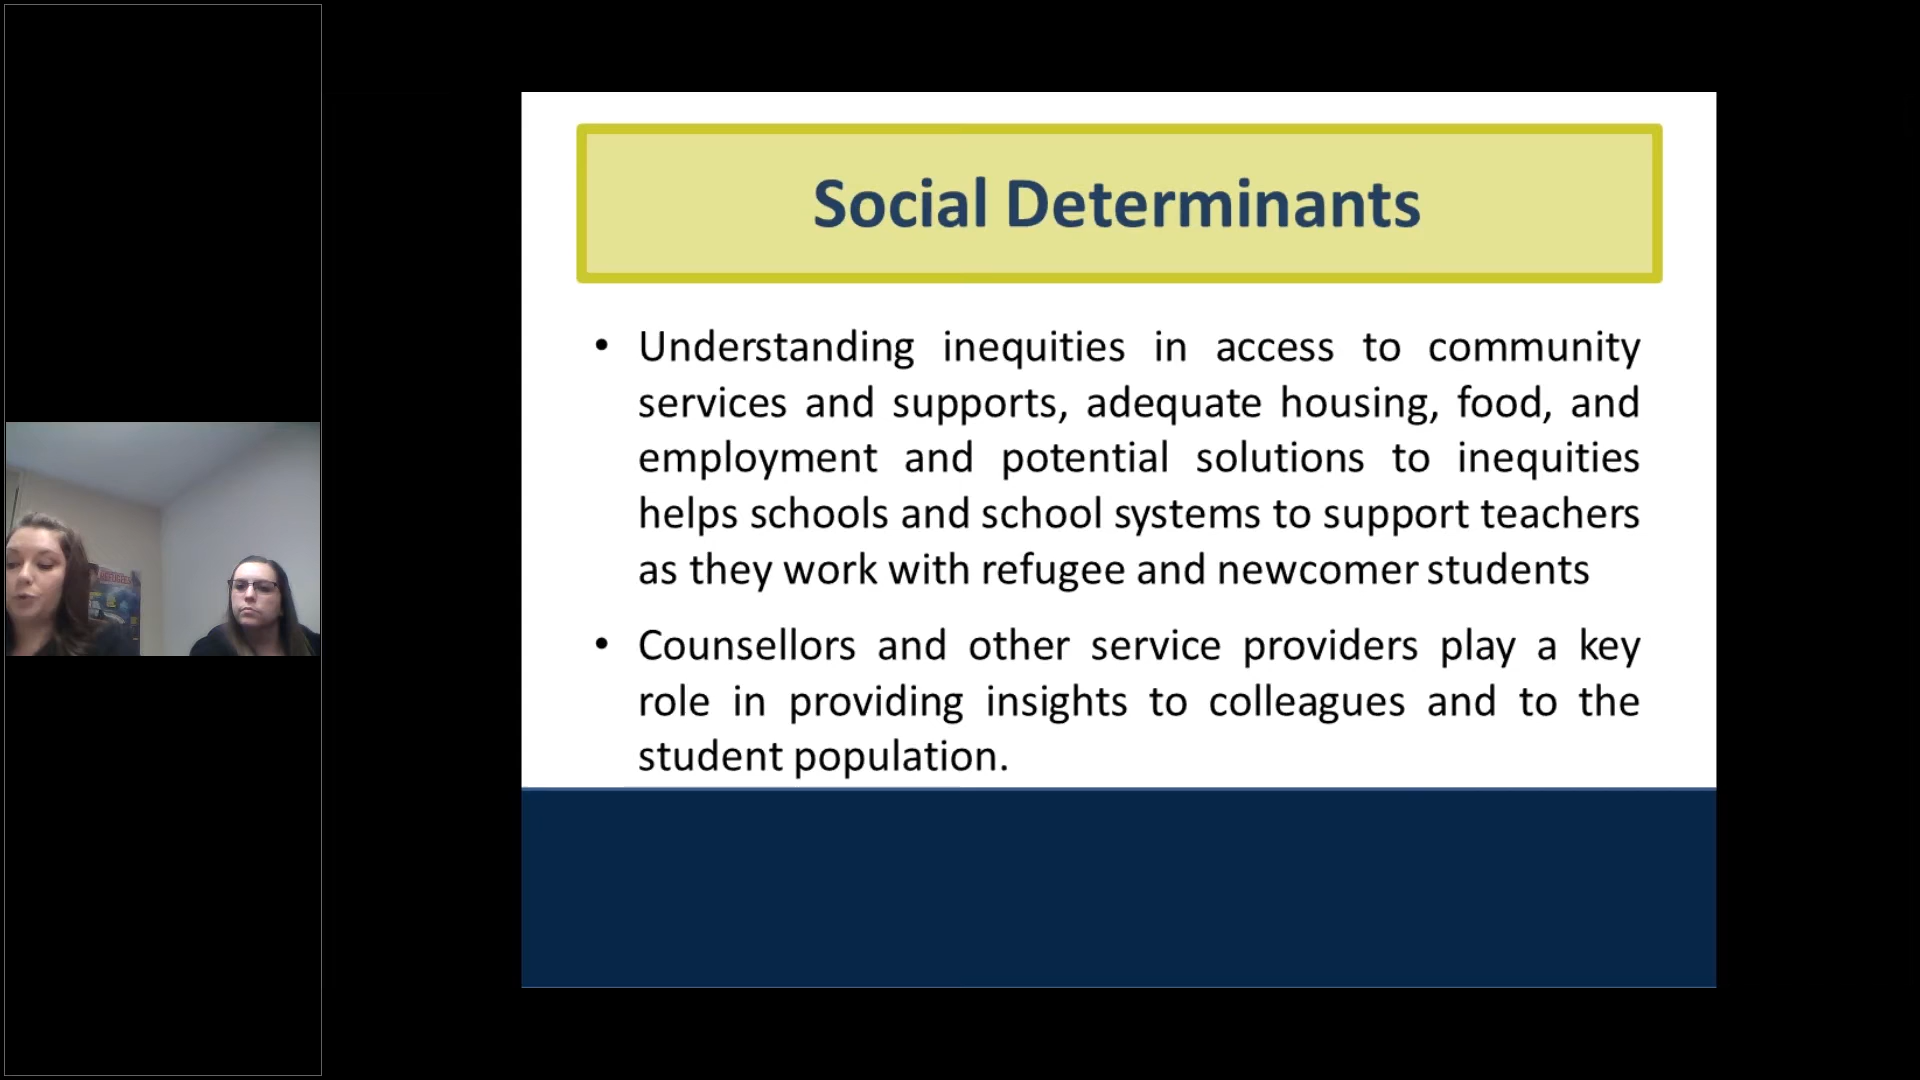 Social Determinants
• Understanding inequities in access to community
services and supports, adequate housing, food, and
employment and potential solutions to inequities
helps schools and school systems to support teachers
as they work with refugee and newcomer students
• Counsellors and other service providers play a key
role in providing insights to colleagues and to the
student population.